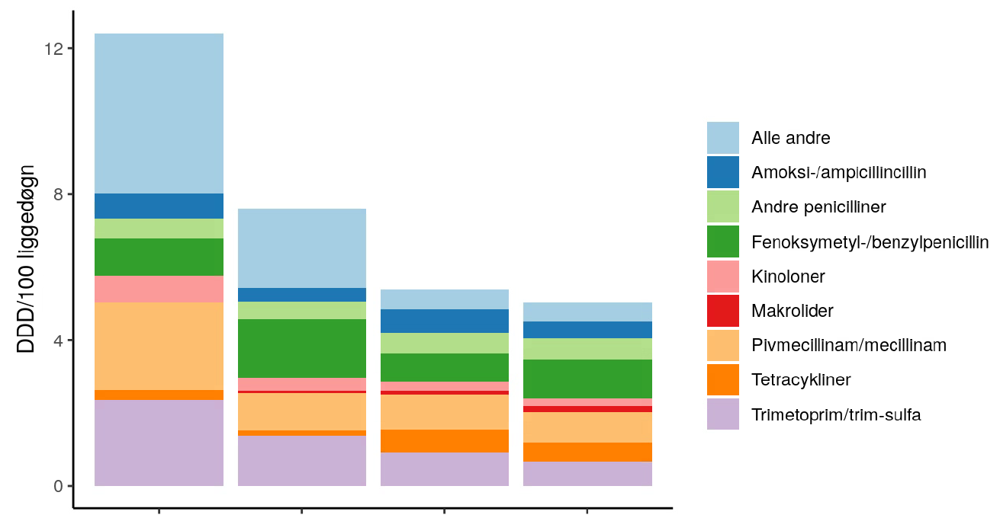 DDD/100 liggedøgn
12
8
4
0
Alle andre
Amoksi-/ampicillincillin
Andre penicilliner
Fenoksymetyl-/benzylpenicillin
Kinoloner
Makrolider
Pivmecillinam/mecillinam
Tetracykliner
Trimetoprim/trim-sulfa